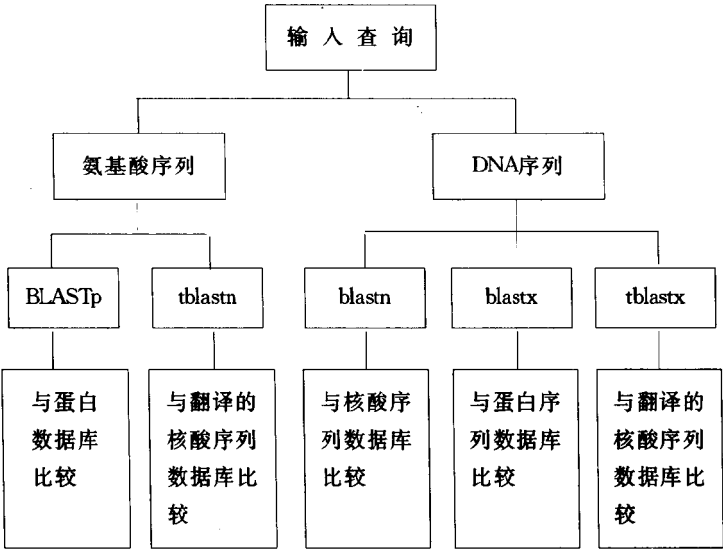 输入查询
氨基酸序列
DNA序列
BLASTp
tblastn
blastn
blastx
tblastx
与蛋白
数据库
比较
与翻译的
核酸序列
数据库比
较
与核酸序
列数据库
比较
与蛋白序
列数据库
比较
与翻译的
核酸序列
数据库比
较